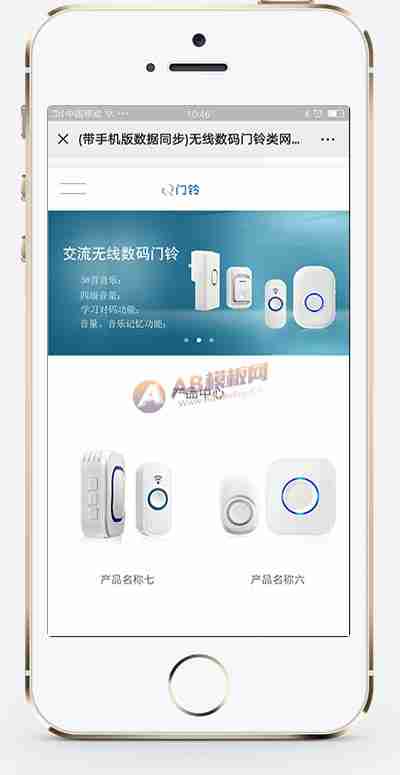 中国移动
10:46
(带手机版数据同步)无线数码门铃类网...
门铃
交流无线数码门铃
58首音乐;
四级音量;
学习对码功能;
音量、音乐记忆功能;
AB模板网
产品中心
产品名称七
产品名称六